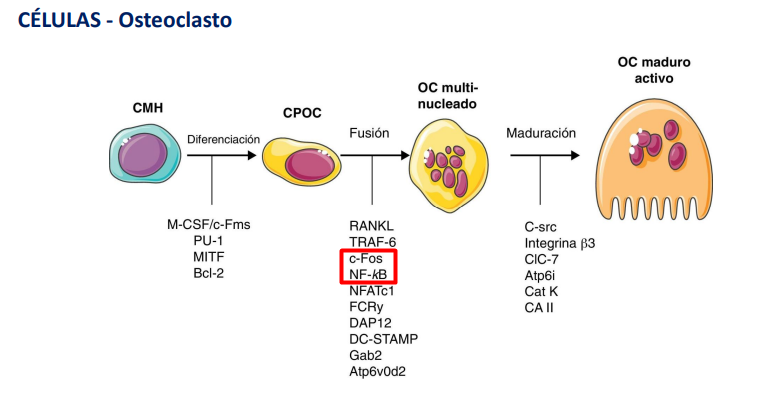 CÉLULAS - Osteoclasto
CMH
Diferenciación
M-CSF/c-Fms
PU-1
MITF
Bcl-2
CPOC
Fusión
RANKL
TRAF-6
c-Fos
NF-kB
NFATc1
FCRy
DAP12
DC-STAMP
Gab2
Atp6v0d2
OC multi-
nucleado
Maduración
C-src
Integrina β3
ClC-7
Atp6i
Cat K
CA II
OC maduro
activo